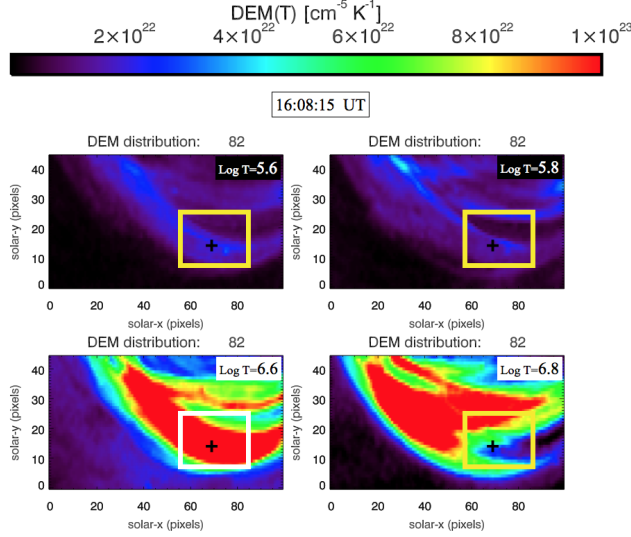 DEM(T) [cm⁻⁵ K⁻¹]
2×10²² 4×10²² 6×10²² 8×10²² 1×10²³
16:08:15 UT
DEM distribution: 82
Log T=5.6
solar-y (pixels)
40
30
20
10
0
0 20 40 60 80
solar-x (pixels)
DEM distribution: 82
Log T=5.8
solar-y (pixels)
40
30
20
10
0
0 20 40 60 80
solar-x (pixels)
DEM distribution: 82
Log T=6.6
solar-y (pixels)
40
30
20
10
0
0 20 40 60 80 100
solar-x (pixels)
DEM distribution: 82
Log T=6.8
solar-y (pixels)
40
30
20
10
0
0 20 40 60 80
solar-x (pixels)